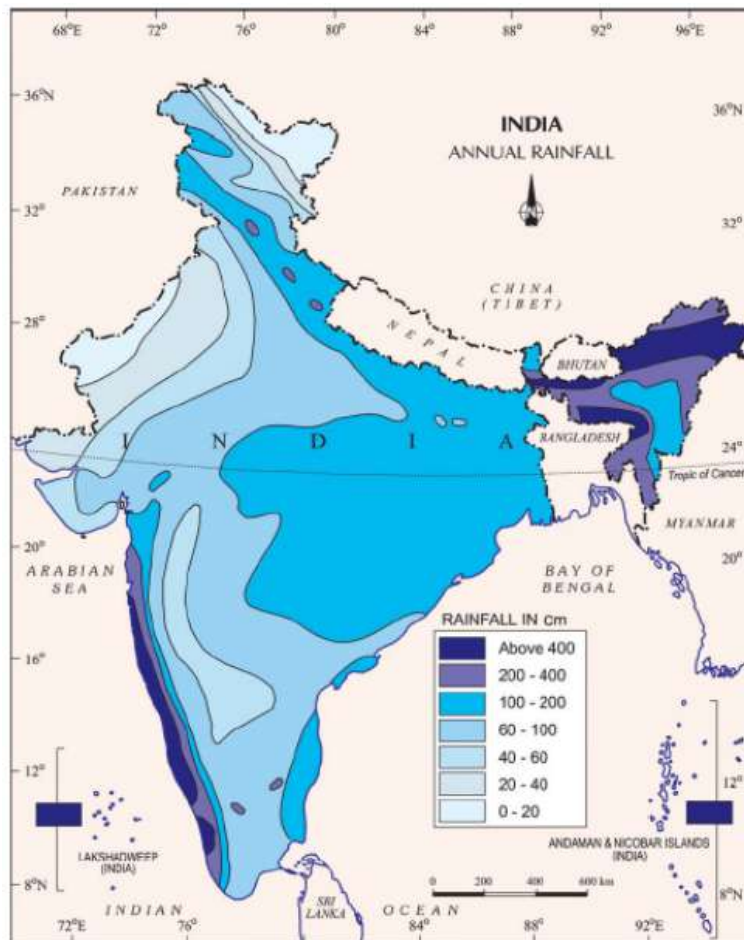 68°E 72° 76° 80° 84° 88° 92° 96°E
36°N
36°N
INDIA
ANNUAL RAINFALL
N
PAKISTAN
32°
32°
CHINA
(TIBET)
28°
28°
NEPAL
BHUTAN
INDIA
BANGLADESH
24°
24°
Tropic of Cancer
MYANMAR
20°
20°
ARABIAN
SEA
BAY OF
BENGAL
RAINFALL IN cm
Above 400
200 - 400
100 - 200
60 - 100
40 - 60
20 - 40
0 - 20
16°
12°
12°
LAKSHADWEEP
(INDIA)
ANDAMAN & NICOBAR ISLANDS
(INDIA)
8°N
8°N
0 200 400 600 km
SRI
LANKA
INDIAN OCEAN
72°E 76° 84° 88° 92°E